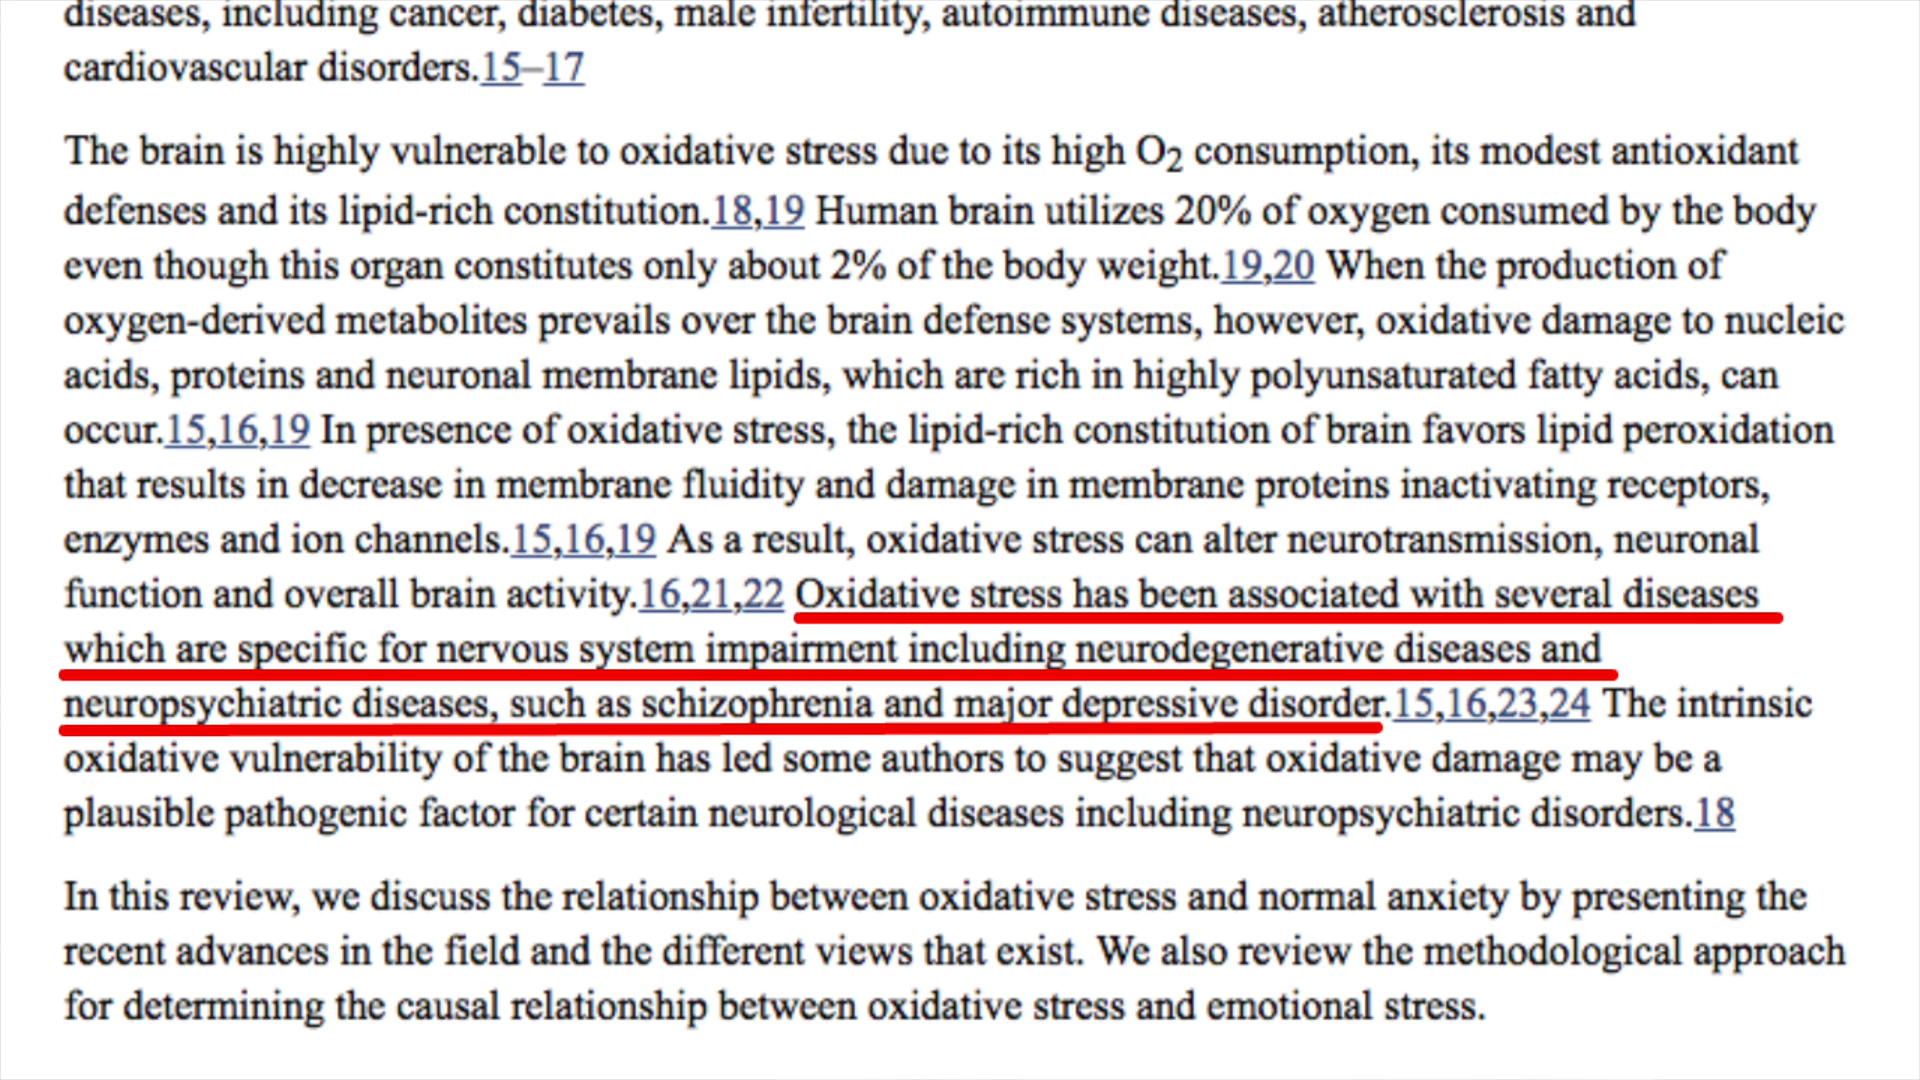 diseases, including cancer, diabetes, male infertility, autoimmune diseases, atherosclerosis and
cardiovascular disorders.15–17
The brain is highly vulnerable to oxidative stress due to its high O2 consumption, its modest antioxidant
defenses and its lipid-rich constitution.18,19 Human brain utilizes 20% of oxygen consumed by the body
even though this organ constitutes only about 2% of the body weight.19,20 When the production of
oxygen-derived metabolites prevails over the brain defense systems, however, oxidative damage to nucleic
acids, proteins and neuronal membrane lipids, which are rich in highly polyunsaturated fatty acids, can
occur.15,16,19 In presence of oxidative stress, the lipid-rich constitution of brain favors lipid peroxidation
that results in decrease in membrane fluidity and damage in membrane proteins inactivating receptors,
enzymes and ion channels.15,16,19 As a result, oxidative stress can alter neurotransmission, neuronal
function and overall brain activity.16,21,22 Oxidative stress has been associated with several diseases
which are specific for nervous system impairment including neurodegenerative diseases and
neuropsychiatric diseases, such as schizophrenia and major depressive disorder.15,16,23,24 The intrinsic
oxidative vulnerability of the brain has led some authors to suggest that oxidative damage may be a
plausible pathogenic factor for certain neurological diseases including neuropsychiatric disorders.18
In this review, we discuss the relationship between oxidative stress and normal anxiety by presenting the
recent advances in the field and the different views that exist. We also review the methodological approach
for determining the causal relationship between oxidative stress and emotional stress.